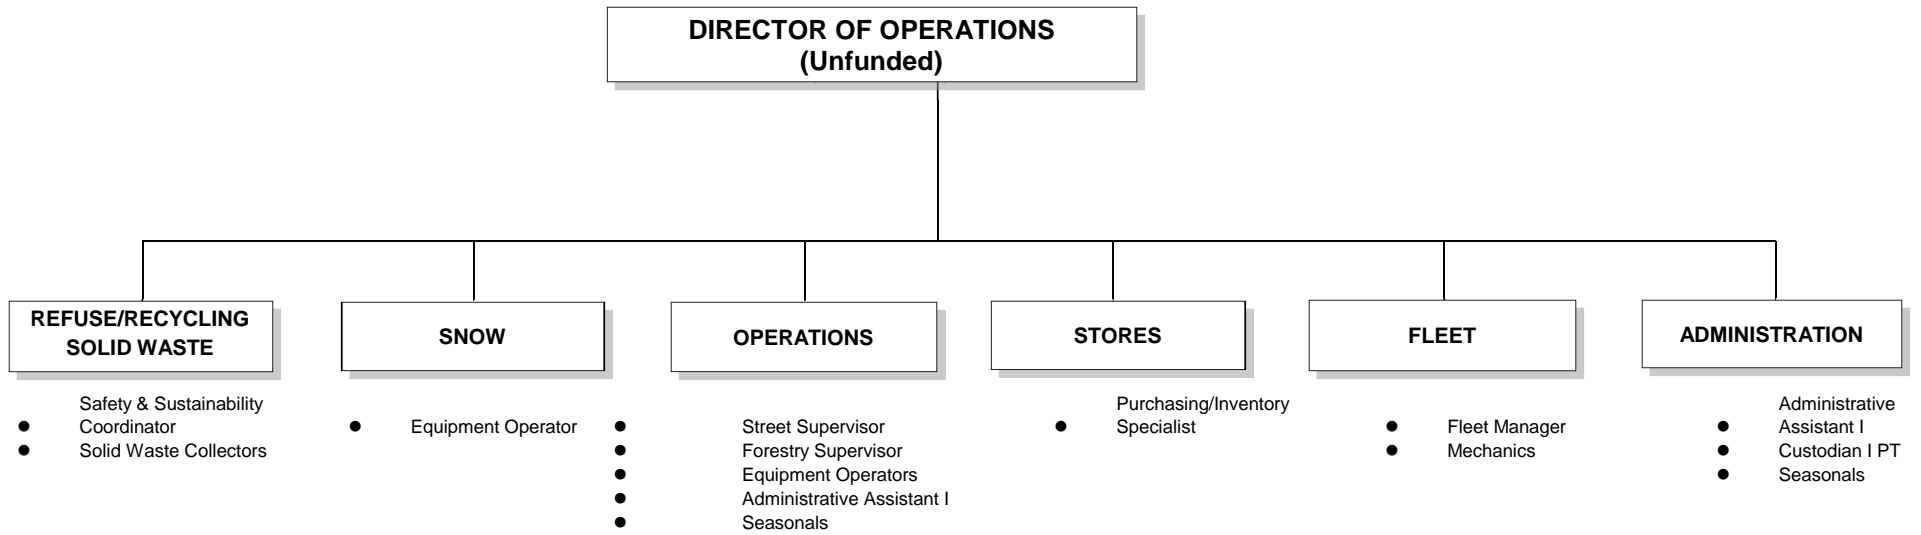 DIRECTOR OF OPERATIONS
(Unfunded)
REFUSE/RECYCLING
SOLID WASTE
SNOW
OPERATIONS
STORES
FLEET
ADMINISTRATION
Safety & Sustainability
● Coordinator
● Solid Waste Collectors
● Equipment Operator
● Street Supervisor
● Forestry Supervisor
● Equipment Operators
● Administrative Assistant I
● Seasonals
Purchasing/Inventory
● Specialist
● Fleet Manager
● Mechanics
Administrative
● Assistant I
● Custodian I PT
● Seasonals